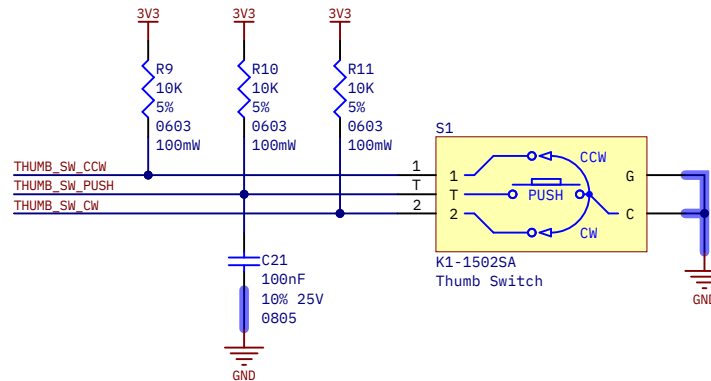 3V3 3V3 3V3
R9 R10 R11
10K 10K 10K
5% 5% 5%
0603 0603 0603
100mW 100mW 100mW
S1
THUMB_SW_CCW 1 1 CCW G
THUMB_SW_PUSH T T PUSH
THUMB_SW_CW 2 2 CW C
K1-1502SA
Thumb Switch
C21
100nF
10% 25V
0805
GND
GND